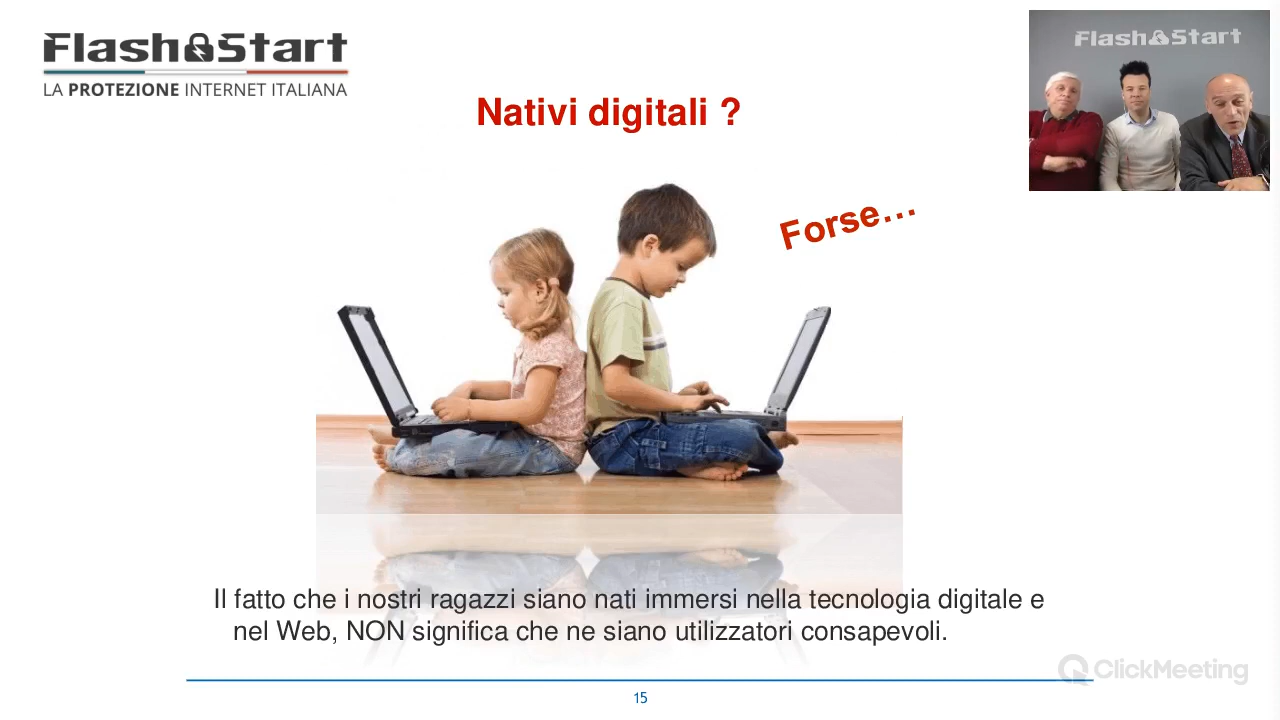 Flash Start
LA PROTEZIONE INTERNET ITALIANA
Flash Start
Nativi digitali ?
Forse…
Il fatto che i nostri ragazzi siano nati immersi nella tecnologia digitale e
nel Web, NON significa che ne siano utilizzatori consapevoli.
ClickMeeting
15